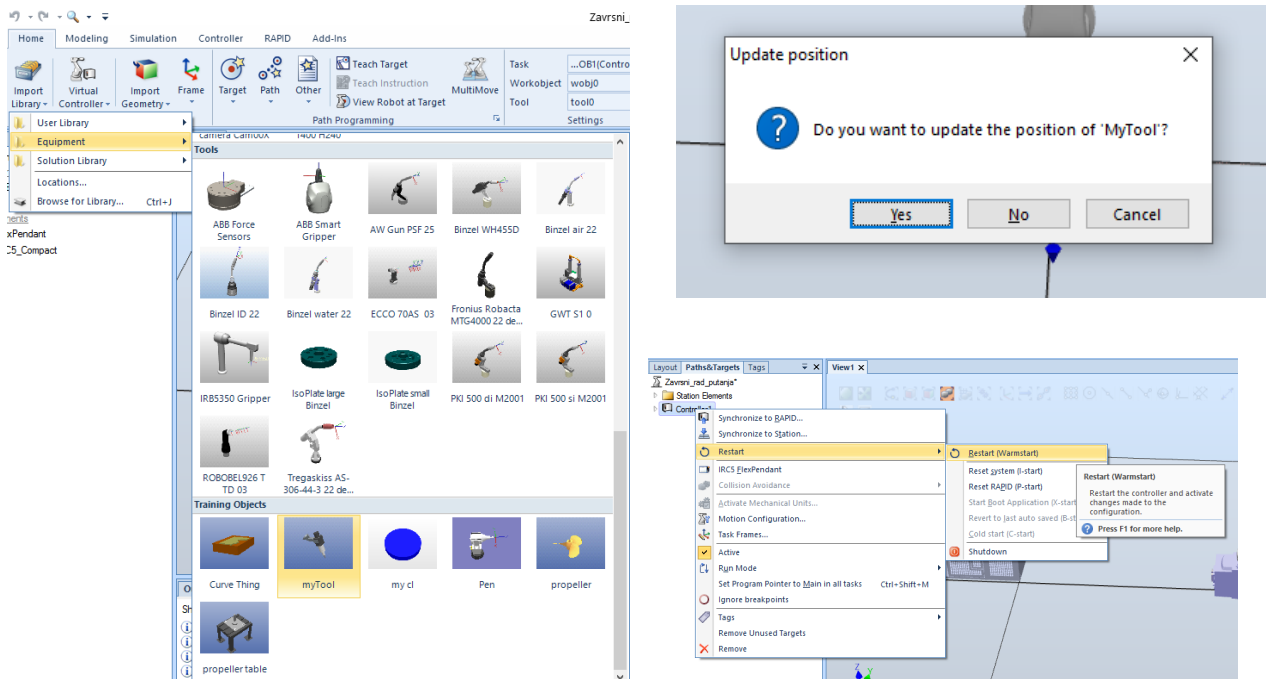 Zavrsni_
Home Modeling Simulation Controller RAPID Add-Ins
Import Library Virtual Controller Import Geometry Frame Target Path Other
Teach Target
Teach Instruction
View Robot at Target
MultiMove
Task ...OB1(Contro
Workobject wobj0
Tool tool0
Path Programming Settings
User Library
Equipment
Solution Library
Locations...
Browse for Library... Ctrl+J
xPendant
C5_Compact
camera Cam00X 1400 H240
Tools
ABB Force Sensors
ABB Smart Gripper
AW Gun PSF 25
Binzel WH455D
Binzel air 22
Binzel ID 22
Binzel water 22
ECCO 70AS 03
Fronius Robacta MTG4000 22 de...
GWT S1 0
IRB5350 Gripper
IsoPlate large Binzel
IsoPlate small Binzel
PKI 500 di M2001
PKI 500 si M2001
ROBOBEL926 T TD 03
Tregaskiss AS-306-44-3 22 de...
Training Objects
Curve Thing
myTool
my cl
Pen
propeller
propeller table
Update position
Do you want to update the position of 'MyTool'?
Yes No Cancel
Layout Paths&Targets Tags
View1
Zavrsni_rad_putanja*
Station Elements
Controller1
Synchronize to RAPID...
Synchronize to Station...
Restart
IRC5 FlexPendant
Collision Avoidance
Activate Mechanical Units...
Motion Configuration...
Task Frames...
Active
Run Mode
Set Program Pointer to Main in all tasks Ctrl+Shift+M
Ignore breakpoints
Tags
Remove Unused Targets
Remove
Restart (Warmstart)
Reset system (I-start)
Reset RAPID (P-start)
Start Boot Application (X-start
Revert to last auto saved (B-st
Cold start (C-start)
Shutdown
Restart (Warmstart)
Restart the controller and activate
changes made to the
configuration.
Press F1 for more help.
Z Y